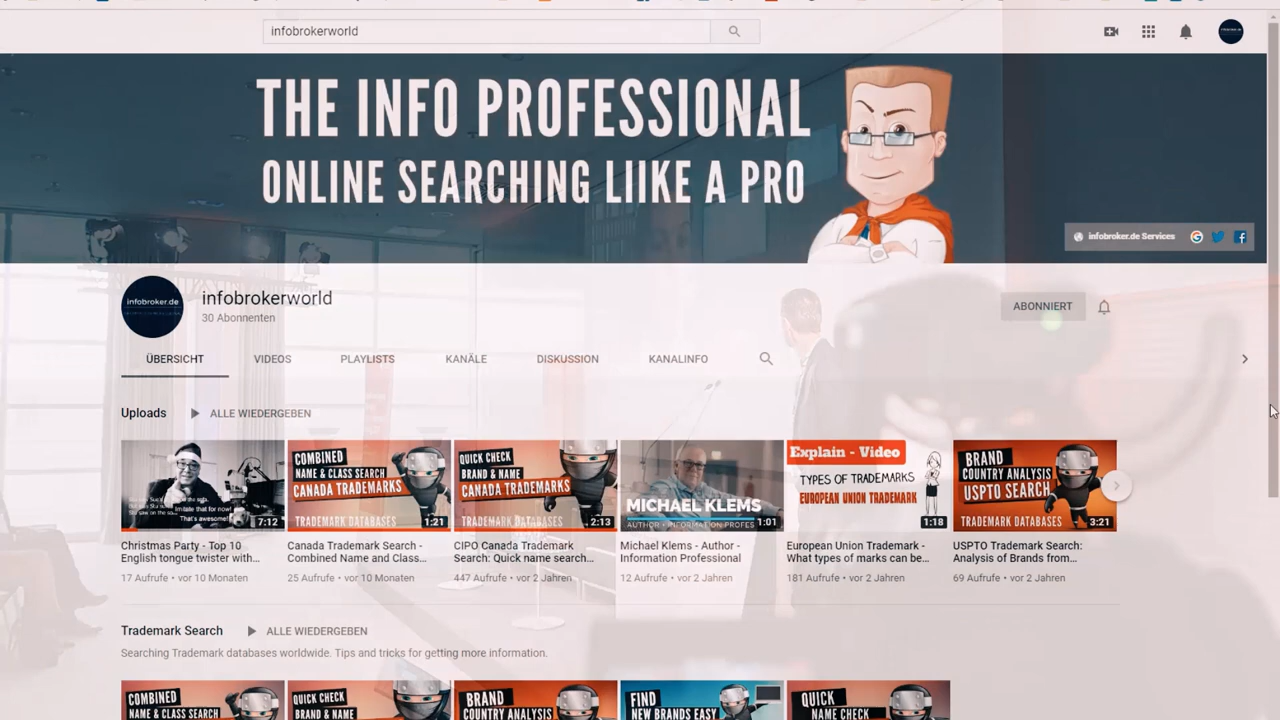 infobrokerworld
THE INFO PROFESSIONAL
ONLINE SEARCHING LIIKE A PRO
infobroker.de Services
infobroker.de
infobrokerworld
30 Abonnenten
ABONNIERT
ÜBERSICHT VIDEOS PLAYLISTS KANÄLE DISKUSSION KANALINFO
Uploads ALLE WIEDERGEBEN
Imitate that for now!
That's awesome!
7:12
COMBINED
NAME & CLASS SEARCH
CANADA TRADEMARKS
TRADEMARK DATABASES
1:21
QUICK CHECK
BRAND & NAME
CANADA TRADEMARKS
TRADEMARK DATABASES
2:13
MICHAEL KLEMS
AUTHOR • INFORMATION PROFES
1:01
Explain - Video
TYPES OF TRADEMARKS
EUROPEAN UNION TRADEMARK
1:18
BRAND
COUNTRY ANALYSIS
USPTO SEARCH
TRADEMARK DATABASES
3:21
Christmas Party - Top 10
English tongue twister with...
17 Aufrufe • vor 10 Monaten
Canada Trademark Search -
Combined Name and Class...
25 Aufrufe • vor 10 Monaten
CIPO Canada Trademark
Search: Quick name search...
447 Aufrufe • vor 2 Jahren
Michael Klems - Author -
Information Professional
12 Aufrufe • vor 2 Jahren
European Union Trademark -
What types of marks can be...
181 Aufrufe • vor 2 Jahren
USPTO Trademark Search:
Analysis of Brands from...
69 Aufrufe • vor 2 Jahren
Trademark Search ALLE WIEDERGEBEN
Searching Trademark databases worldwide. Tips and tricks for getting more information.
COMBINED
NAME & CLASS SEARCH
QUICK CHECK
BRAND & NAME
BRAND
COUNTRY ANALYSIS
FIND
NEW BRANDS EASY
QUICK
NAME CHECK